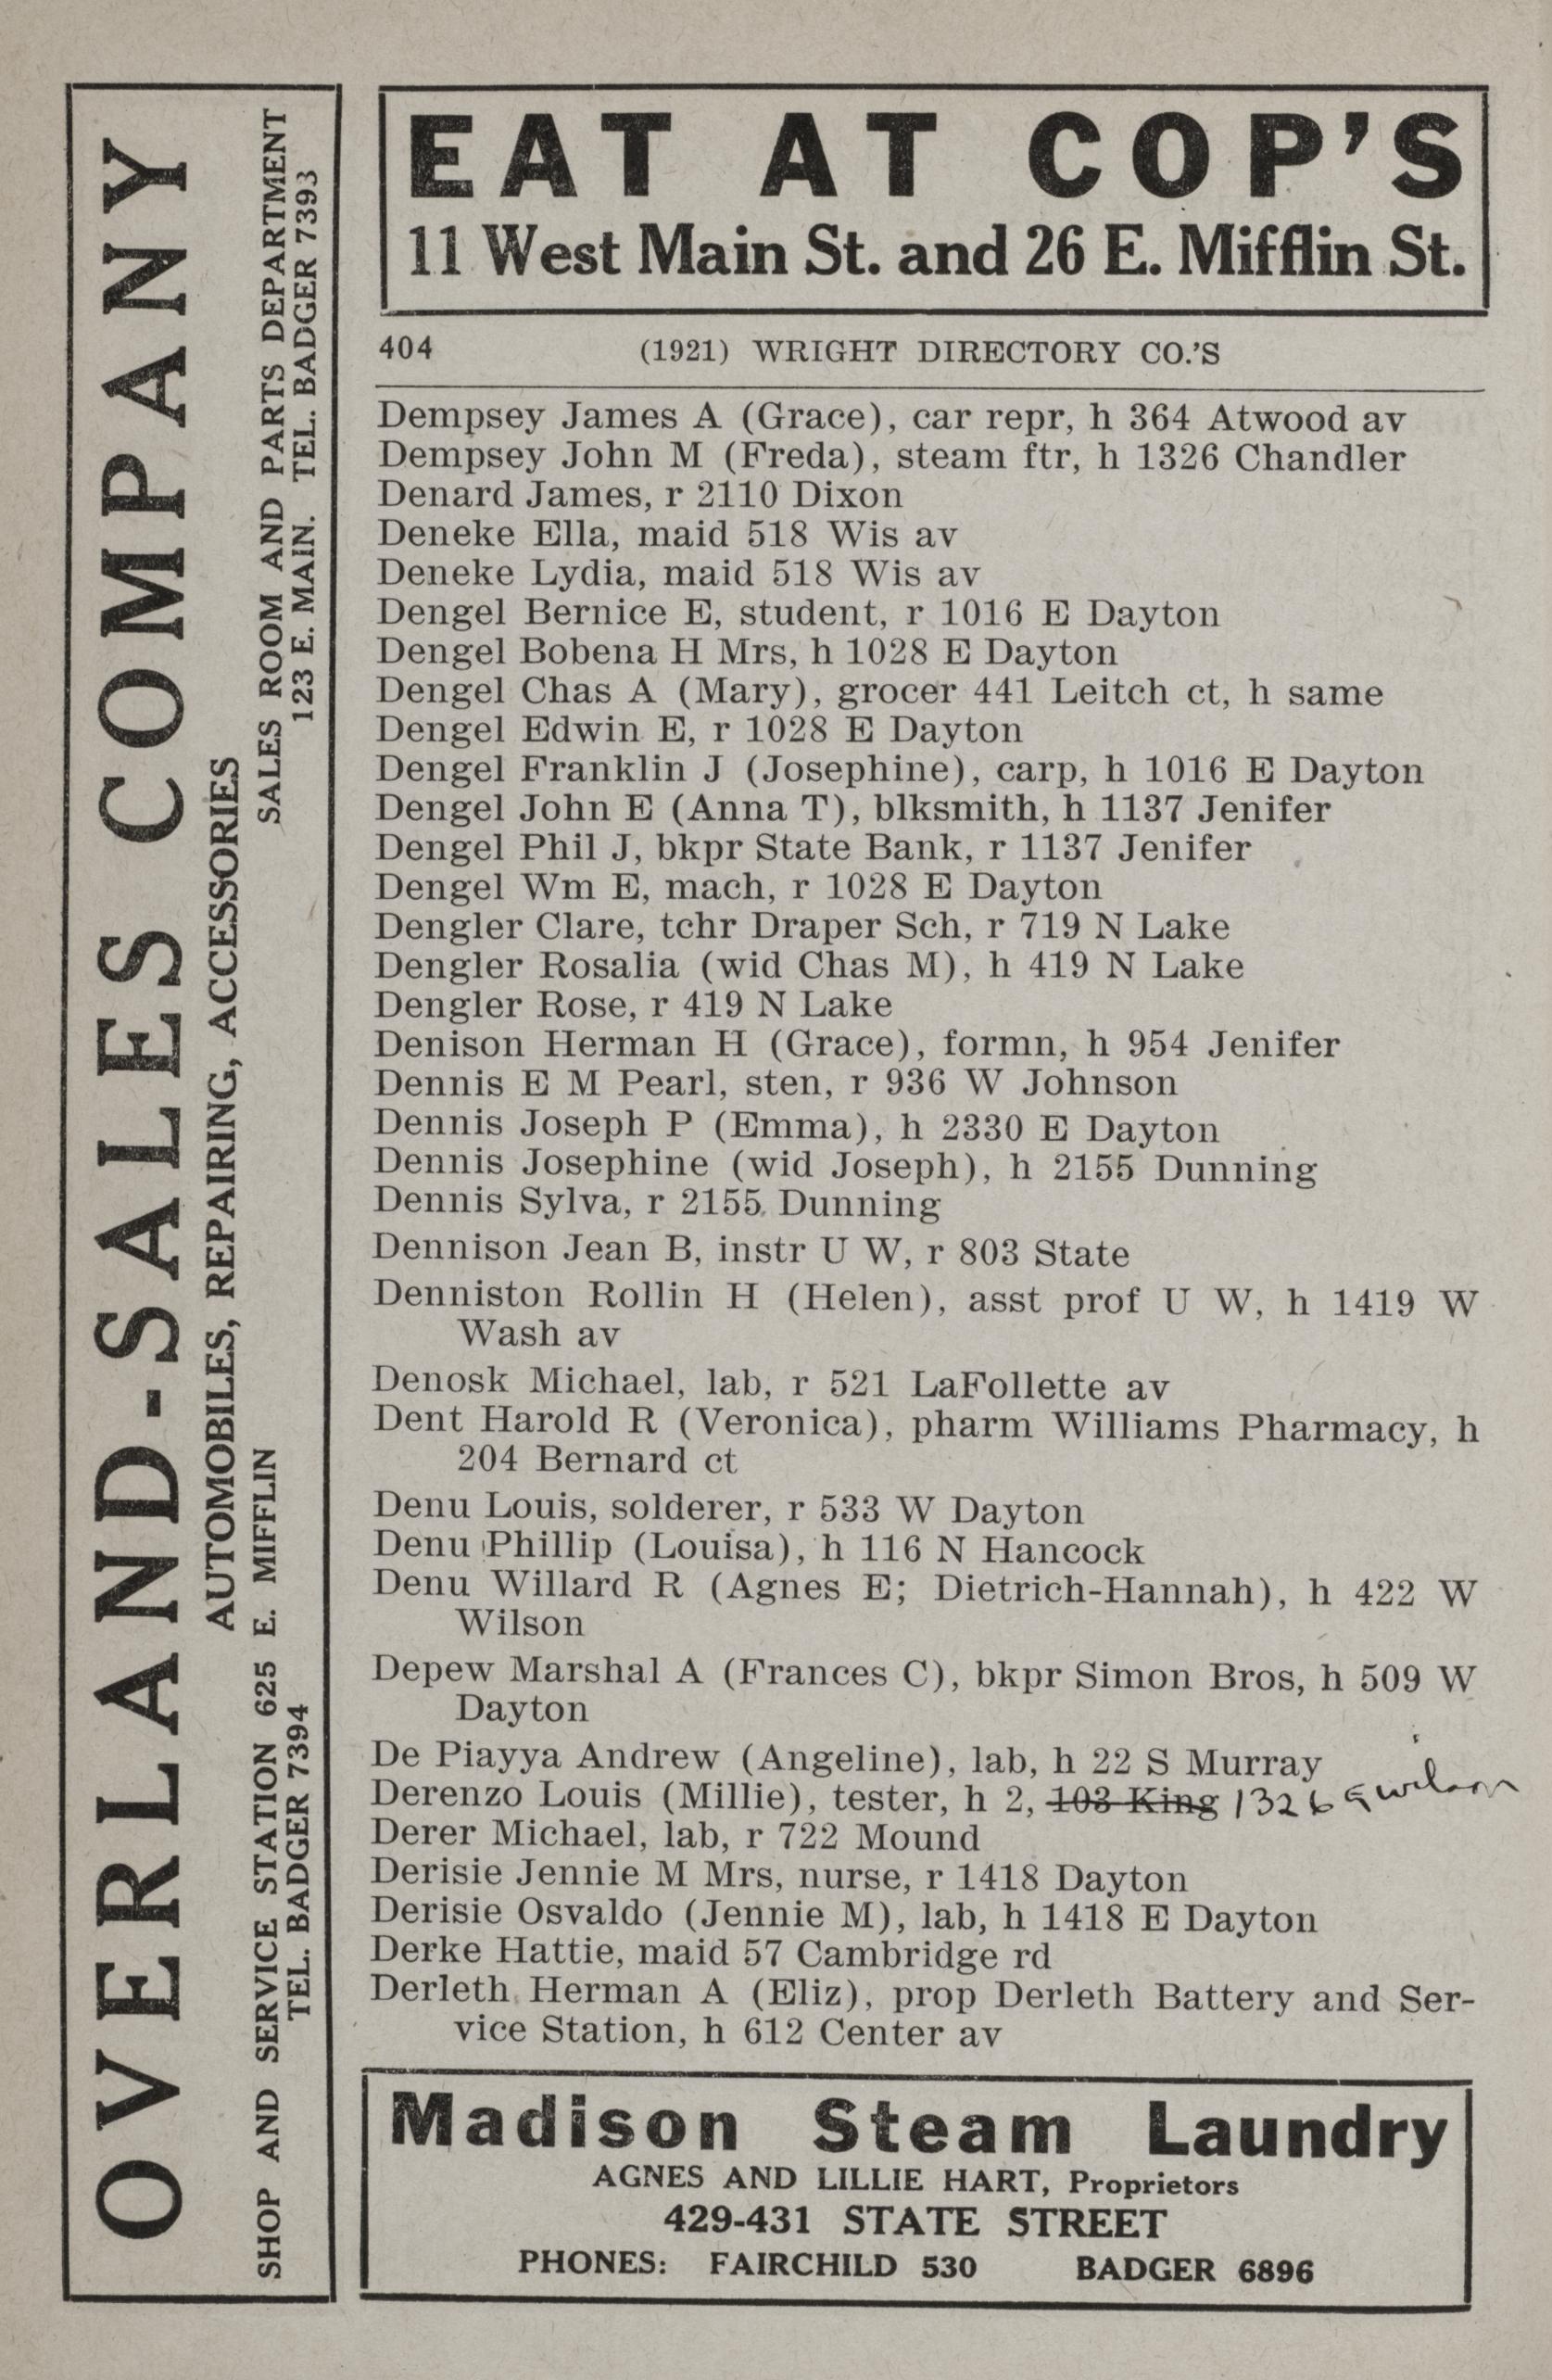 EAT AT COP'S
11 West Main St. and 26 E. Mifflin St.
404 (1921) WRIGHT DIRECTORY CO.'S
Dempsey James A (Grace), car repr, h 364 Atwood av
Dempsey John M (Freda), steam ftr, h 1326 Chandler
Denard James, r 2110 Dixon
Deneke Ella, maid 518 Wis av
Deneke Lydia, maid 518 Wis av
Dengel Bernice E, student, r 1016 E Dayton
Dengel Bobena H Mrs, h 1028 E Dayton
Dengel Chas A (Mary), grocer 441 Leitch ct, h same
Dengel Edwin E, r 1028 E Dayton
Dengel Franklin J (Josephine), carp, h 1016 E Dayton
Dengel John E (Anna T), blksmith, h 1137 Jenifer
Dengel Phil J, bkpr State Bank, r 1137 Jenifer
Dengel Wm E, mach, r 1028 E Dayton
Dengler Clare, tchr Draper Sch, r 719 N Lake
Dengler Rosalia (wid Chas M), h 419 N Lake
Dengler Rose, r 419 N Lake
Denison Herman H (Grace), formn, h 954 Jenifer
Dennis E M Pearl, sten, r 936 W Johnson
Dennis Joseph P (Emma), h 2330 E Dayton
Dennis Josephine (wid Joseph), h 2155 Dunning
Dennis Sylva, r 2155 Dunning
Dennison Jean B, instr U W, r 803 State
Denniston Rollin H (Helen), asst prof U W, h 1419 W
Wash av
Denosk Michael, lab, r 521 LaFollette av
Dent Harold R (Veronica), pharm Williams Pharmacy, h
204 Bernard ct
Denu Louis, solderer, r 533 W Dayton
Denu Phillip (Louisa), h 116 N Hancock
Denu Willard R (Agnes E; Dietrich-Hannah), h 422 W
Wilson
Depew Marshal A (Frances C), bkpr Simon Bros, h 509 W
Dayton
De Piayya Andrew (Angeline), lab, h 22 S Murray
Derenzo Louis (Millie), tester, h 2, 103 King 1326 wilson
Derer Michael, lab, r 722 Mound
Derisie Jennie M Mrs, nurse, r 1418 Dayton
Derisie Osvaldo (Jennie M), lab, h 1418 E Dayton
Derke Hattie, maid 57 Cambridge rd
Derleth Herman A (Eliz), prop Derleth Battery and Ser-
vice Station, h 612 Center av
Madison Steam Laundry
AGNES AND LILLIE HART, Proprietors
429-431 STATE STREET
PHONES: FAIRCHILD 530 BADGER 6896
OVERLAND-SALES COMPANY
AUTOMOBILES, REPAIRING, ACCESSORIES
SHOP AND SERVICE STATION 625 E. MIFFLIN
TEL. BADGER 7394
SALES ROOM AND PARTS DEPARTMENT
123 E. MAIN. TEL. BADGER 7393